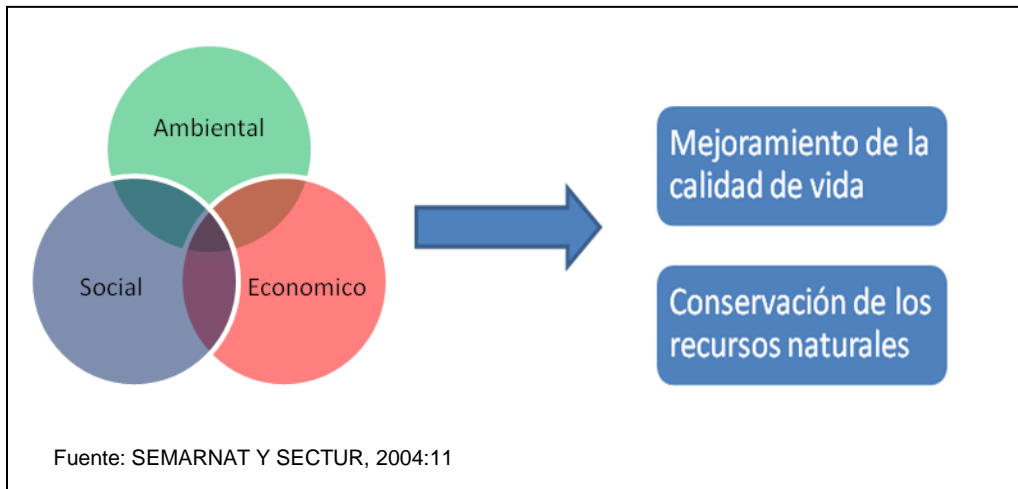 Ambiental
Social
Economico
Mejoramiento de la
calidad de vida
Conservación de los
recursos naturales
Fuente: SEMARNAT Y SECTUR, 2004:11